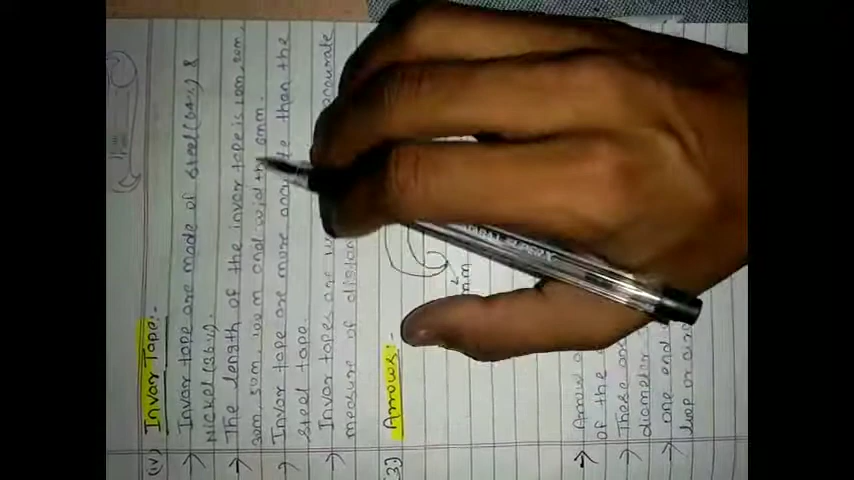 (iv) Invar Tape:-
→ Invar tape are made of steel (64%) &
Nickel (36%).
→ The length of the invar tape is 10m, 20m,
30m, 50m, 100m and width 6mm.
→ Invar tape are more than the
steel tape.
→ Invar tapes are accurate
measure of
(3) Arrows:-
mm
→ Arrow
of the
→ These are
diameter
→ one end
loop or